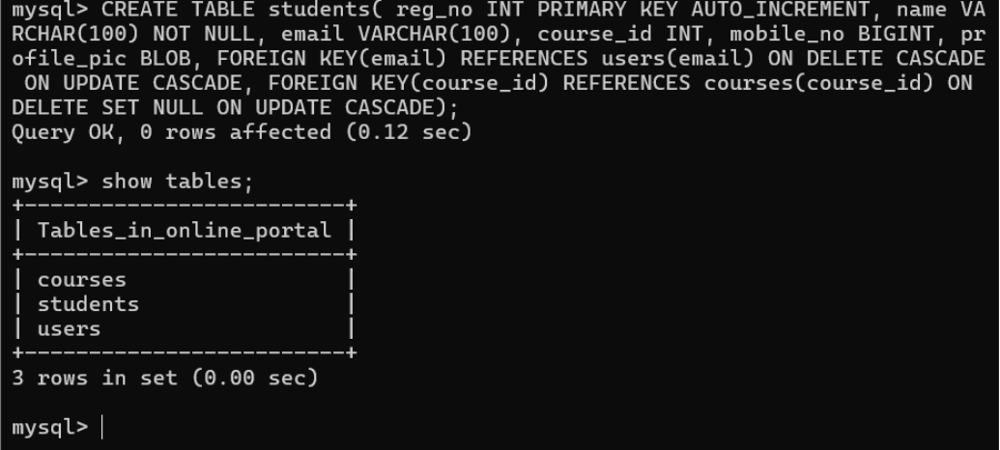 mysql> CREATE TABLE students( reg_no INT PRIMARY KEY AUTO_INCREMENT, name VA
RCHAR(100) NOT NULL, email VARCHAR(100), course_id INT, mobile_no BIGINT, pr
ofile_pic BLOB, FOREIGN KEY(email) REFERENCES users(email) ON DELETE CASCADE
 ON UPDATE CASCADE, FOREIGN KEY(course_id) REFERENCES courses(course_id) ON
DELETE SET NULL ON UPDATE CASCADE);
Query OK, 0 rows affected (0.12 sec)

mysql> show tables;
+-------------------------+
| Tables_in_online_portal |
+-------------------------+
| courses                 |
| students                |
| users                   |
+-------------------------+
3 rows in set (0.00 sec)

mysql>